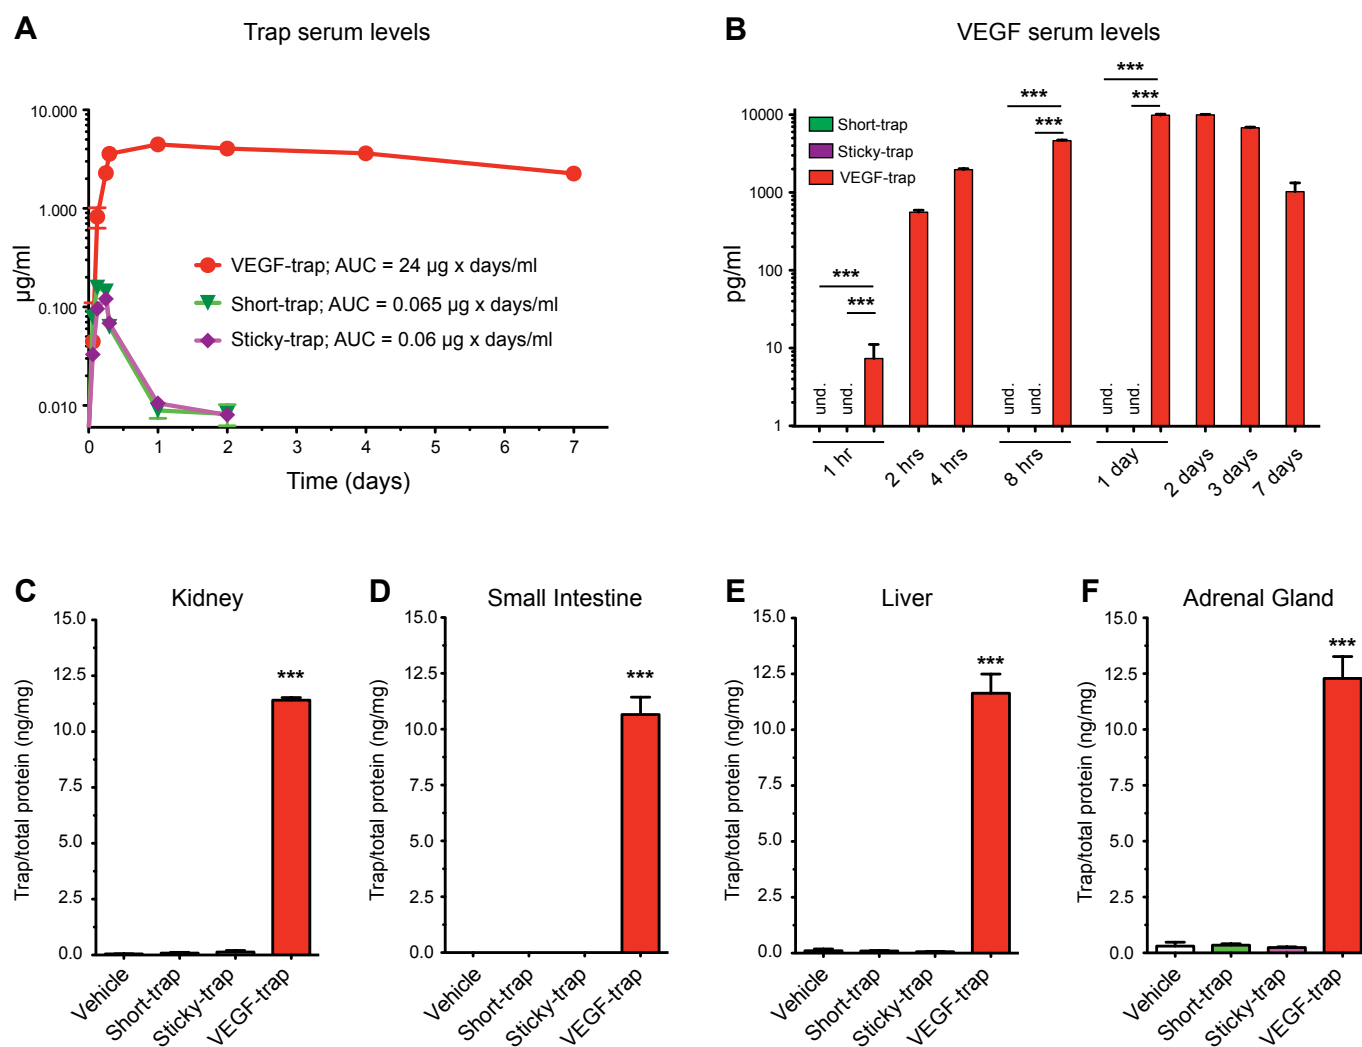 A
Trap serum levels
10.000
1.000
0.100
0.010
µg/ml
VEGF-trap; AUC = 24 µg x days/ml
Short-trap; AUC = 0.065 µg x days/ml
Sticky-trap; AUC = 0.06 µg x days/ml
0 1 2 3 4 5 6 7
Time (days)
B
VEGF serum levels
10000
1000
100
10
1
pg/ml
Short-trap
Sticky-trap
VEGF-trap
*** *** *** *** *** ***
und. und. und. und. und. und.
1 hr 2 hrs 4 hrs 8 hrs 1 day 2 days 3 days 7 days
C
Kidney
15.0
12.5
10.0
7.5
5.0
2.5
0.0
Trap/total protein (ng/mg)
***
Vehicle Short-trap Sticky-trap VEGF-trap
D
Small Intestine
15.0
12.5
10.0
7.5
5.0
2.5
0.0
Trap/total protein (ng/mg)
***
Vehicle Short-trap Sticky-trap VEGF-trap
E
Liver
15.0
12.5
10.0
7.5
5.0
2.5
0.0
Trap/total protein (ng/mg)
***
Vehicle Short-trap Sticky-trap VEGF-trap
F
Adrenal Gland
15.0
12.5
10.0
7.5
5.0
2.5
0.0
Trap/total protein (ng/mg)
***
Vehicle Short-trap Sticky-trap VEGF-trap